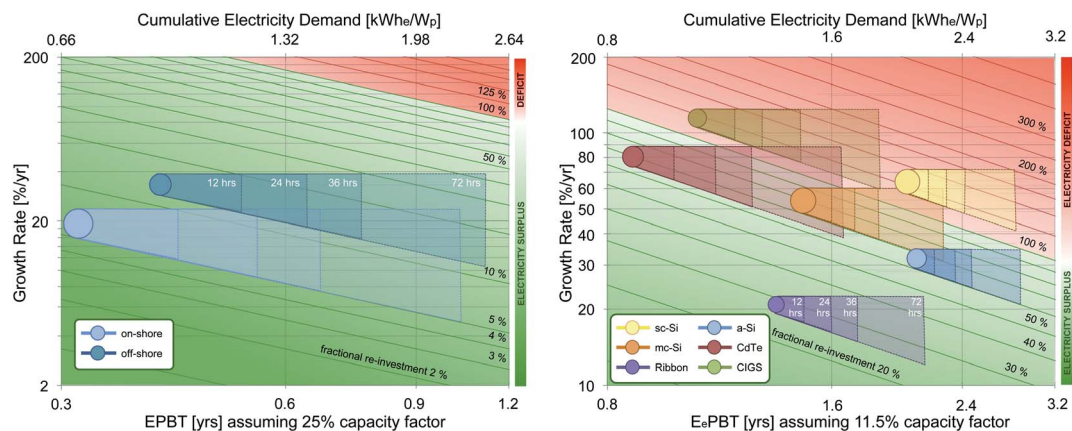 Cumulative Electricity Demand [kWhe/Wp]
0.66 1.32 1.98 2.64
200
20
2
Growth Rate [%/yr]
125 %
100 %
50 %
12 hrs 24 hrs 36 hrs 72 hrs
10 %
5 %
4 %
3 %
fractional re-investment 2 %
on-shore
off-shore
DEFICIT
ELECTRICITY SURPLUS
0.3 0.6 0.9 1.2
EPBT [yrs] assuming 25% capacity factor
Cumulative Electricity Demand [kWhe/Wp]
0.8 1.6 2.4 3.2
200
100
80
60
50
40
30
20
10
Growth Rate [%/yr]
300 %
200 %
100 %
50 %
40 %
30 %
12 hrs
24 hrs
36 hrs
72 hrs
fractional re-investment 20 %
sc-Si a-Si
mc-Si CdTe
Ribbon CIGS
ELECTRICITY DEFICIT
ELECTRICITY SURPLUS
0.8 1.6 2.4 3.2
EePBT [yrs] assuming 11.5% capacity factor